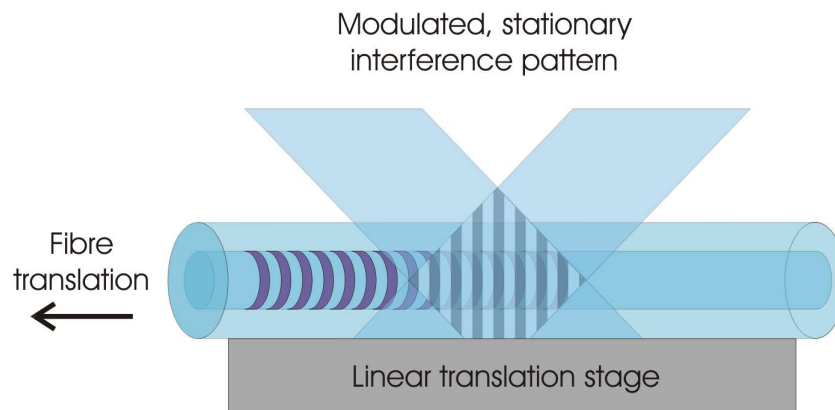 Modulated, stationary
interference pattern
Fibre
translation
Linear translation stage